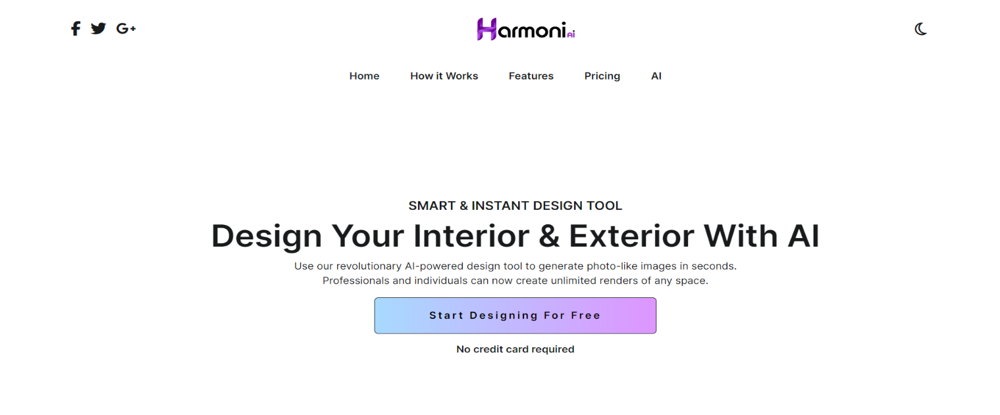 G+
Harmoni Ai
Home How it Works Features Pricing AI
SMART & INSTANT DESIGN TOOL
Design Your Interior & Exterior With AI
Use our revolutionary AI-powered design tool to generate photo-like images in seconds.
Professionals and individuals can now create unlimited renders of any space.
Start Designing For Free
No credit card required